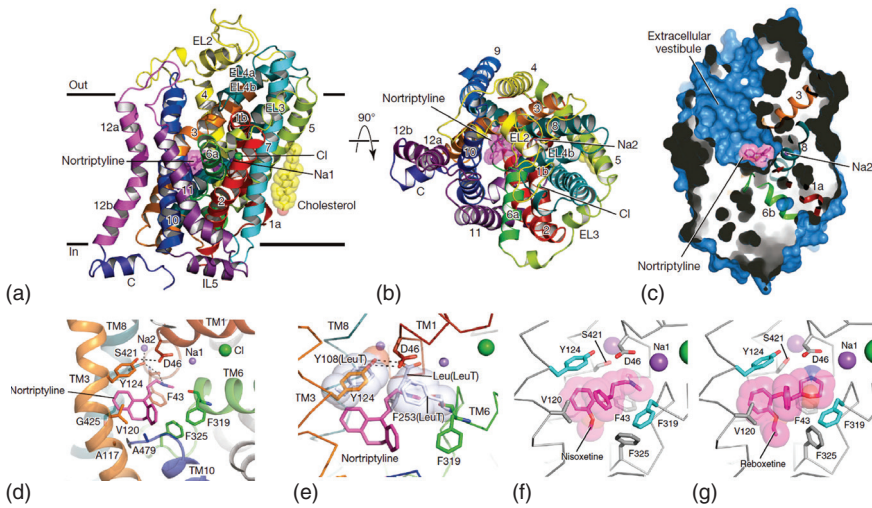 EL2
Out
EL4a
EL4b
4
EL3
1b
5
12a
3
7
Nortriptyline
6a
Cl
Na1
11
2
Cholesterol
12b
10
1a
In
C
IL5
(a)
90°
9
4
Nortriptyline
3
8
EL2
Na2
12b
12a
10
EL4b
5
1b
C
Cl
6a
11
2
EL3
(b)
Extracellular
vestibule
3
8
Na2
1a
6b
Nortriptyline
(c)
TM8
TM1
Na2
Cl
S421
D46
Na1
TM3
Y124
TM6
Nortriptyline
F43
G425
V120
F319
F325
A117
A479
TM10
(d)
TM8
TM1
D46
Y108(LeuT)
Leu(LeuT)
TM3
Y124
F253(LeuT)
TM6
F319
Nortriptyline
(e)
S421
D46
Na1
Y124
V120
F43
F319
F325
Nisoxetine
(f)
S421
D46
Na1
Y124
V120
F43
F319
F325
Reboxetine
(g)